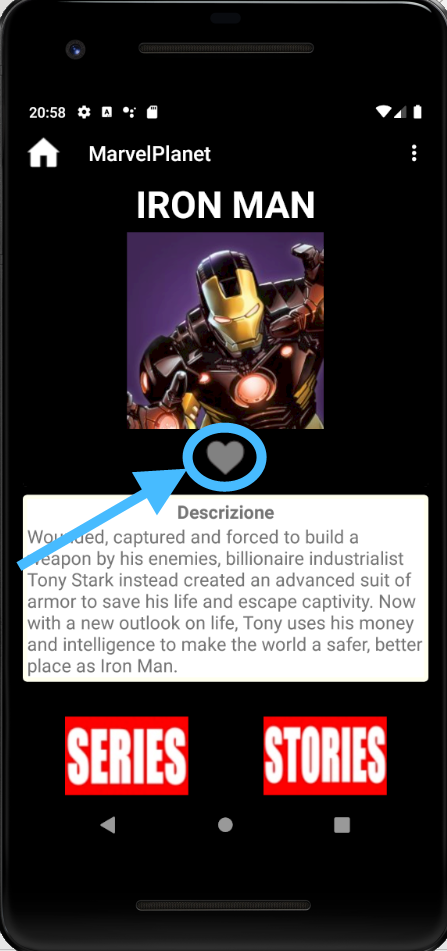 20:58
MarvelPlanet
IRON MAN
Descrizione
Wounded, captured and forced to build a
weapon by his enemies, billionaire industrialist
Tony Stark instead created an advanced suit of
armor to save his life and escape captivity. Now
with a new outlook on life, Tony uses his money
and intelligence to make the world a safer, better
place as Iron Man.
SERIES STORIES